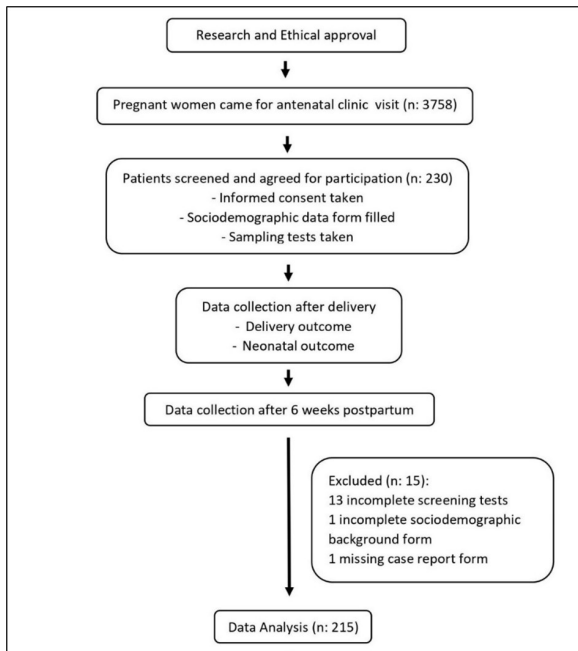 Research and Ethical approval
Pregnant women came for antenatal clinic visit (n: 3758)
Patients screened and agreed for participation (n: 230)
- Informed consent taken
- Sociodemographic data form filled
- Sampling tests taken
Data collection after delivery
- Delivery outcome
- Neonatal outcome
Data collection after 6 weeks postpartum
Excluded (n: 15):
13 incomplete screening tests
1 incomplete sociodemographic
background form
1 missing case report form
Data Analysis (n: 215)